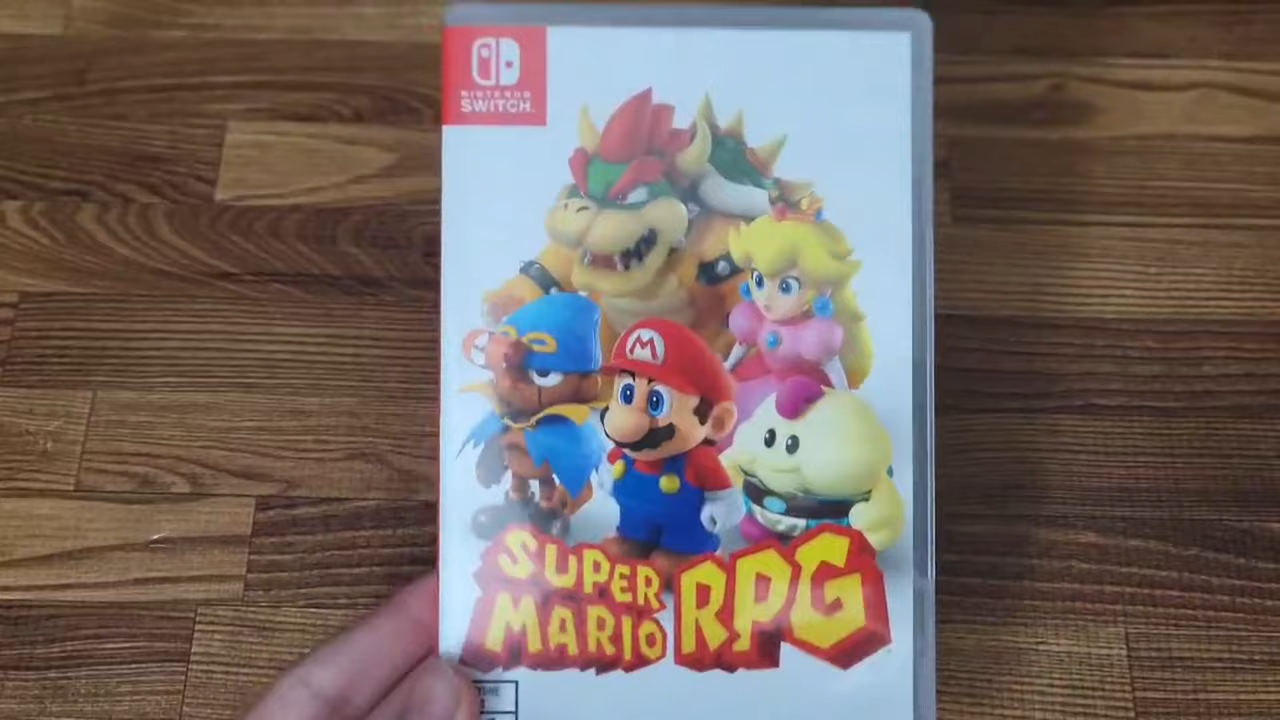 NINTENDO
SWITCH.
M
SUPER
MARIO RPG